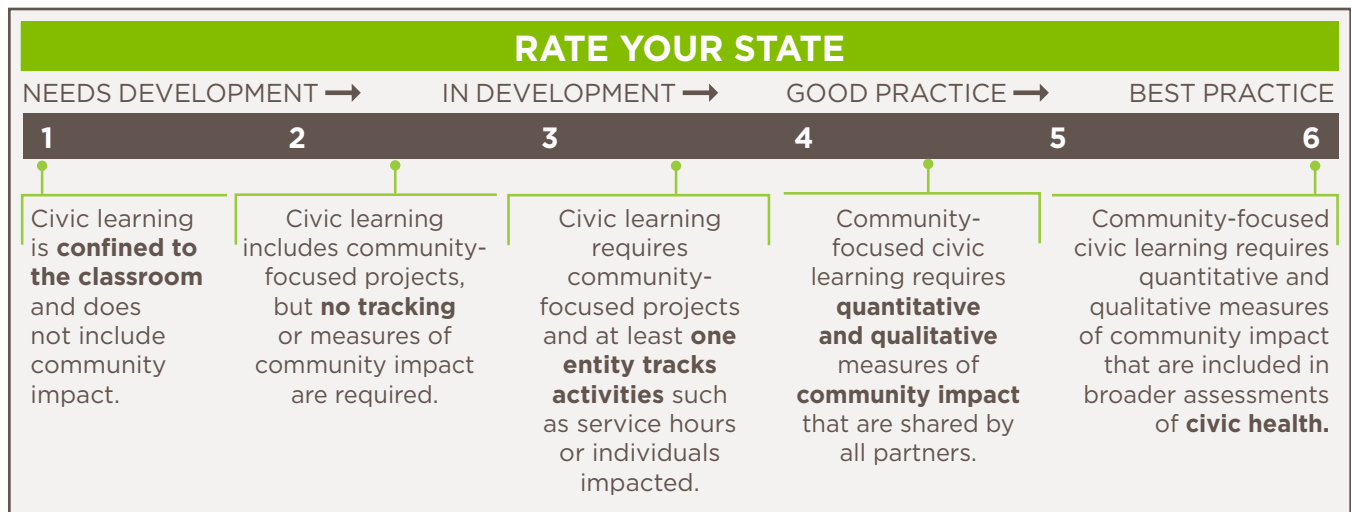 RATE YOUR STATE
NEEDS DEVELOPMENT → IN DEVELOPMENT → GOOD PRACTICE → BEST PRACTICE
1 2 3 4 5 6
Civic learning
is confined to
the classroom
and does
not include
community
impact.
Civic learning
includes community-
focused projects,
but no tracking
or measures of
community impact
are required.
Civic learning
requires
community-
focused projects
and at least one
entity tracks
activities such
as service hours
or individuals
impacted.
Community-
focused civic
learning requires
quantitative
and qualitative
measures of
community impact
that are shared by
all partners.
Community-focused
civic learning requires
quantitative and
qualitative measures
of community impact
that are included in
broader assessments
of civic health.